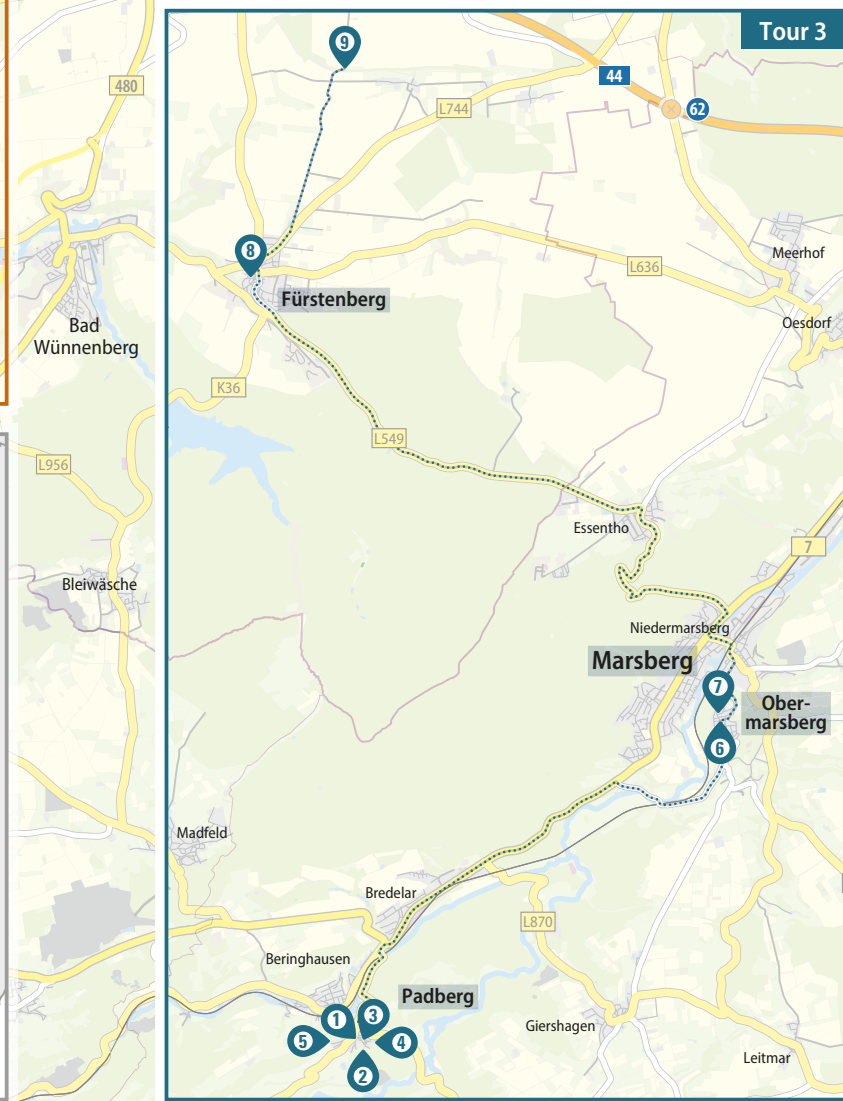 Tour 3
9
44
62
480
L744
8
Meerhof
L636
Fürstenberg
Oesdorf
Bad
Wünnenberg
K36
L549
L956
Essentho
7
Bleiwäsche
Niedermarsberg
Marsberg
7
Ober-
marsberg
6
Madfeld
Bredelar
L870
Beringhausen
Padberg
1
3
5
4
2
Giershagen
Leitmar